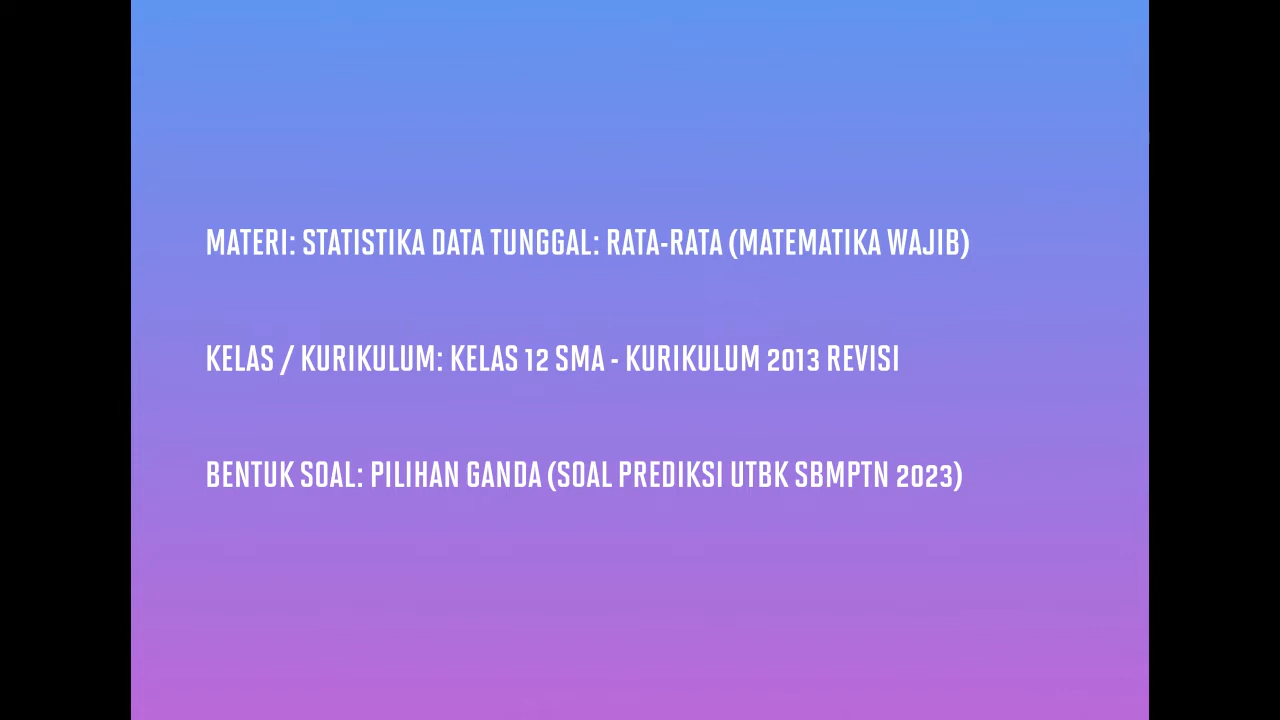 MATERI: STATISTIKA DATA TUNGGAL: RATA-RATA (MATEMATIKA WAJIB)
KELAS / KURIKULUM: KELAS 12 SMA - KURIKULUM 2013 REVISI
BENTUK SOAL: PILIHAN GANDA (SOAL PREDIKSI UTBK SBMPTN 2023)